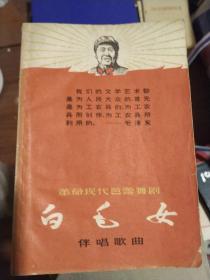 我们的文学艺术都
是为人民大众的，首先
是为工农兵的，为工农
兵而创作，为工农兵所
利用的。——毛泽东
革命现代芭蕾舞剧
白毛女
伴唱歌曲